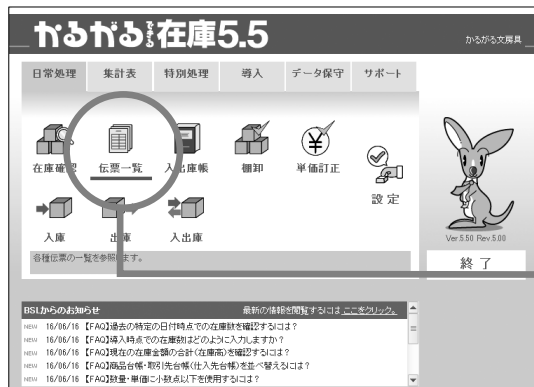 かるがるできる在庫5.5
かるがる文房具
日常処理 集計表 特別処理 導入 データ保守 サポート
在庫確認 伝票一覧 入出庫帳 棚卸 単価訂正
設定
入庫 出庫 入出庫
各種伝票の一覧を参照します。
Ver.5.50 Rev.5.00
終了
BSLからのお知らせ 最新の情報を閲覧するにはここをクリック。
NEW 16/06/16 【FAQ】過去の特定の日付時点での在庫数を確認するには?
NEW 16/06/16 【FAQ】導入時点での在庫数はどのように入力しますか?
NEW 16/06/16 【FAQ】現在の在庫金額の合計(在庫高)を確認するには?
NEW 16/06/16 【FAQ】商品台帳・取引先台帳(仕入先台帳)を並べ替えるには?
NEW 16/06/16 【FAQ】数量・単価に小数点以下を使用するには?